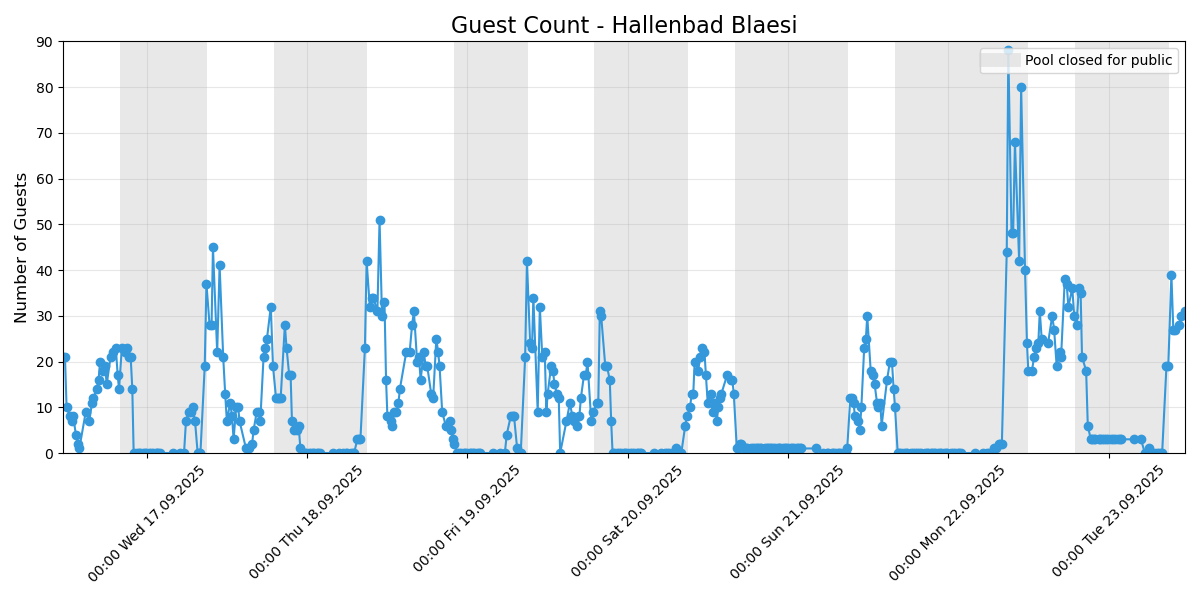 Guest Count - Hallenbad Blaesi
Pool closed for public
Number of Guests
90
80
70
60
50
40
30
20
10
0
00:00 Wed 17.09.2025
00:00 Thu 18.09.2025
00:00 Fri 19.09.2025
00:00 Sat 20.09.2025
00:00 Sun 21.09.2025
00:00 Mon 22.09.2025
00:00 Tue 23.09.2025